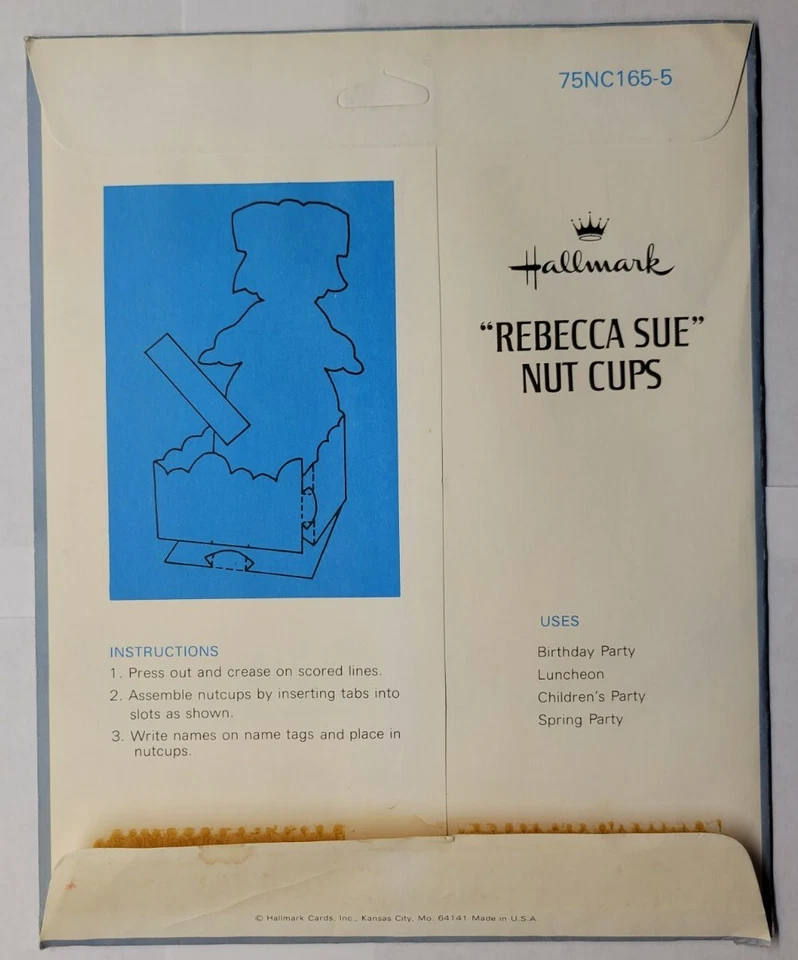 75NC165-5
Hallmark
“REBECCA SUE”
NUT CUPS
INSTRUCTIONS
1. Press out and crease on scored lines.
2. Assemble nutcups by inserting tabs into
slots as shown.
3. Write names on name tags and place in
nutcups.
USES
Birthday Party
Luncheon
Children's Party
Spring Party
© Hallmark Cards, Inc., Kansas City, Mo. 64141 Made in U.S.A.